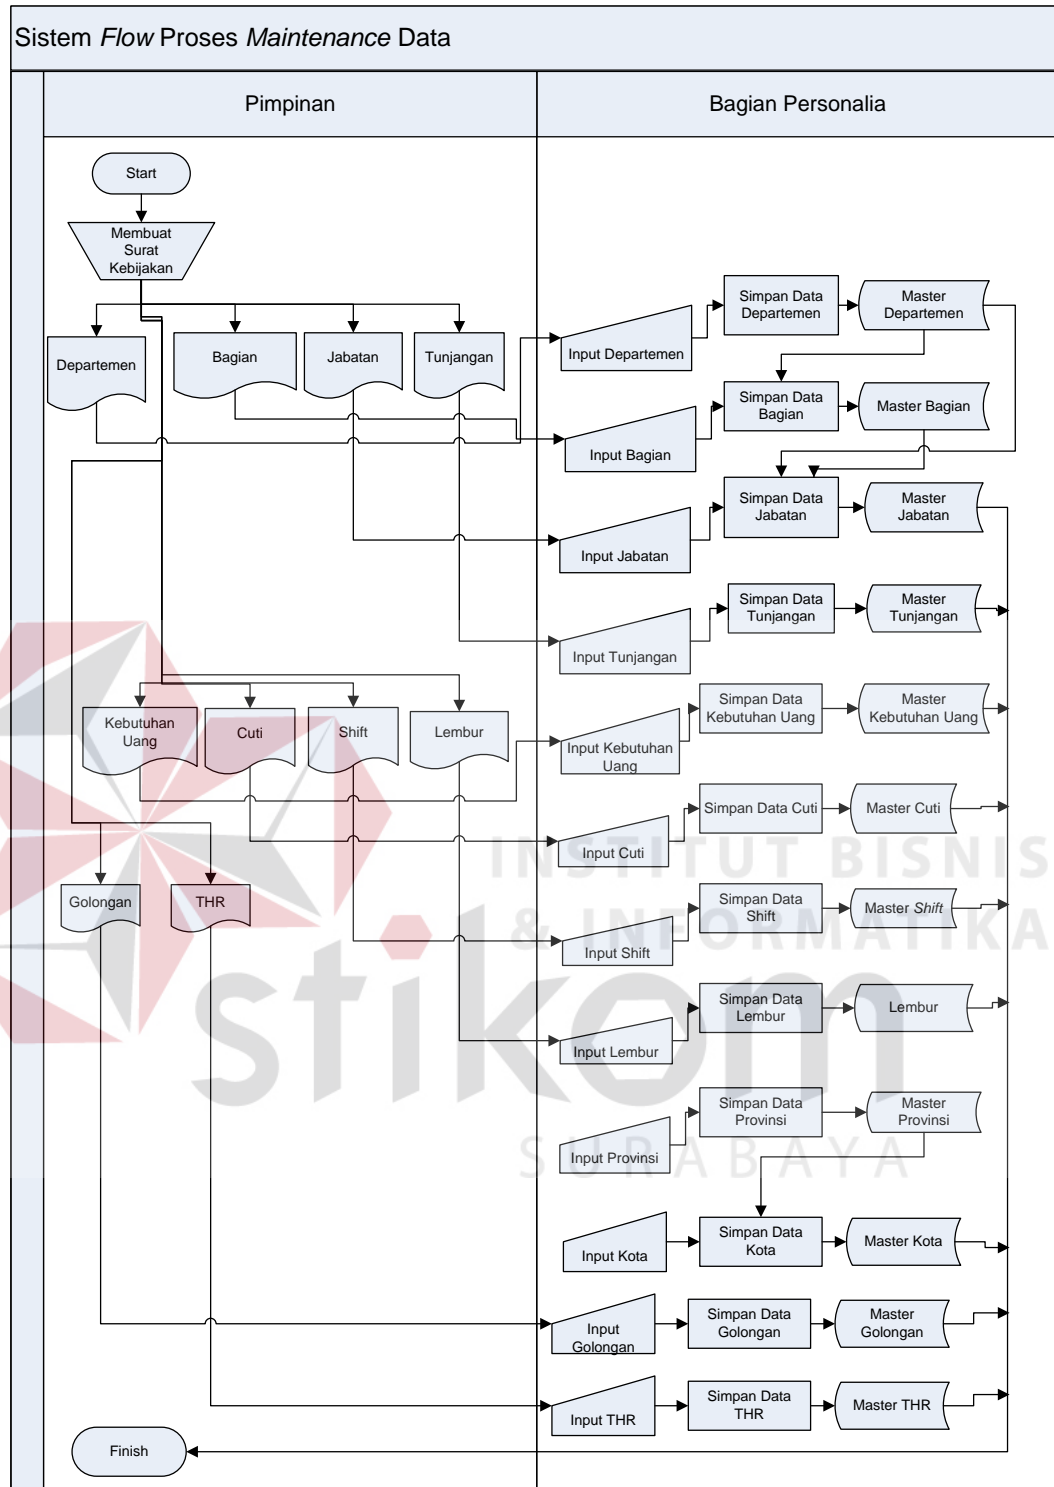 Sistem Flow Proses Maintenance Data
Pimpinan
Bagian Personalia
Start
Membuat
Surat
Kebijakan
Departemen
Bagian
Jabatan
Tunjangan
Input Departemen
Simpan Data
Departemen
Master
Departemen
Input Bagian
Simpan Data
Bagian
Master Bagian
Input Jabatan
Simpan Data
Jabatan
Master
Jabatan
Input Tunjangan
Simpan Data
Tunjangan
Master
Tunjangan
Kebutuhan
Uang
Cuti
Shift
Lembur
Input Kebutuhan
Uang
Simpan Data
Kebutuhan Uang
Master
Kebutuhan Uang
Input Cuti
Simpan Data Cuti
Master Cuti
Golongan
THR
Input Shift
Simpan Data
Shift
Master Shift
Input Lembur
Simpan Data
Lembur
Lembur
Input Provinsi
Simpan Data
Provinsi
Master
Provinsi
Input Kota
Simpan Data
Kota
Master Kota
Input
Golongan
Simpan Data
Golongan
Master
Golongan
Input THR
Simpan Data
THR
Master THR
Finish
INSTITUT BISNIS
& INFORMATIKA
stikom
SURABAYA